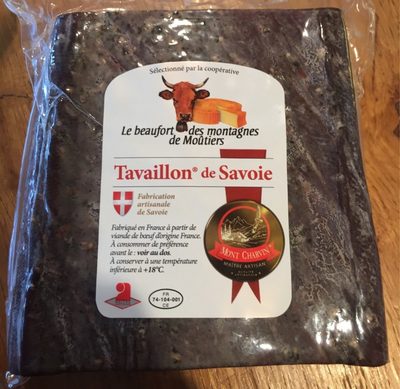 Sélectionné par la coopérative
Le beaufort des montagnes
de Moûtiers
Tavaillon® de Savoie
Fabrication
artisanale
de Savoie
Fabriqué en France à partir de
viande de bœuf d'origine France.
À consommer de préférence
avant le : voir au dos.
À conserver à une température
inférieure à +18°C.
MONT CHARVIN
MAÎTRE ARTISAN
FR
74-104-001
CE